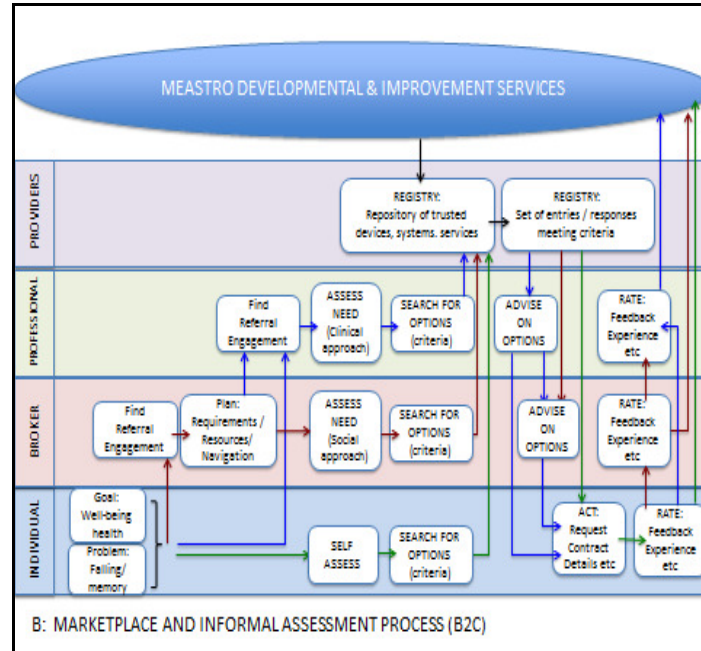 MEASTRO DEVELOPMENTAL & IMPROVEMENT SERVICES
PROVIDERS
REGISTRY:
Repository of trusted
devices, systems. services
REGISTRY:
Set of entries / responses
meeting criteria
PROFESSIONAL
Find
Referral
Engagement
ASSESS
NEED
(Clinical
approach)
SEARCH FOR
OPTIONS
(criteria)
ADVISE
ON
OPTIONS
RATE:
Feedback
Experience
etc
BROKER
Find
Referral
Engagement
Plan:
Requirements /
Resources/
Navigation
ASSESS
NEED
(Social
approach)
SEARCH FOR
OPTIONS
(criteria)
ADVISE
ON
OPTIONS
RATE:
Feedback
Experience
etc
INDIVIDUAL
Goal:
Well-being
health
Problem:
Falling/
memory
SELF
ASSESS
SEARCH FOR
OPTIONS
(criteria)
ACT:
Request
Contract
Details etc
RATE:
Feedback
Experience
etc
B: MARKETPLACE AND INFORMAL ASSESSMENT PROCESS (B2C)